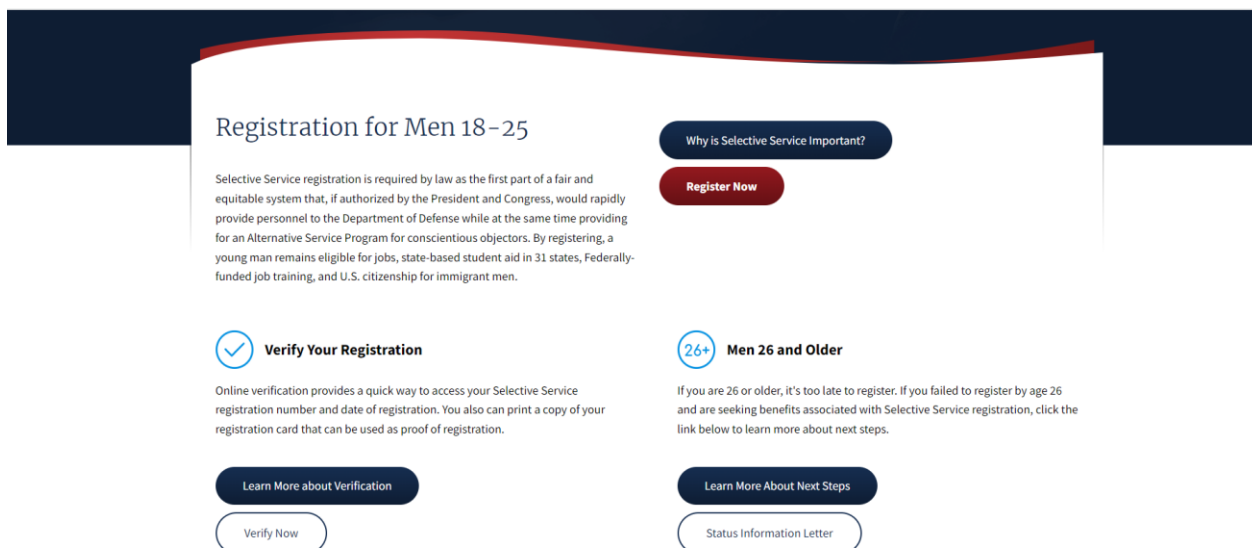 Registration for Men 18-25
Why is Selective Service Important?
Register Now
Selective Service registration is required by law as the first part of a fair and
equitable system that, if authorized by the President and Congress, would rapidly
provide personnel to the Department of Defense while at the same time providing
for an Alternative Service Program for conscientious objectors. By registering, a
young man remains eligible for jobs, state-based student aid in 31 states, Federally-
funded job training, and U.S. citizenship for immigrant men.
Verify Your Registration
Online verification provides a quick way to access your Selective Service
registration number and date of registration. You also can print a copy of your
registration card that can be used as proof of registration.
Learn More about Verification
Verify Now
26+ Men 26 and Older
If you are 26 or older, it's too late to register. If you failed to register by age 26
and are seeking benefits associated with Selective Service registration, click the
link below to learn more about next steps.
Learn More About Next Steps
Status Information Letter